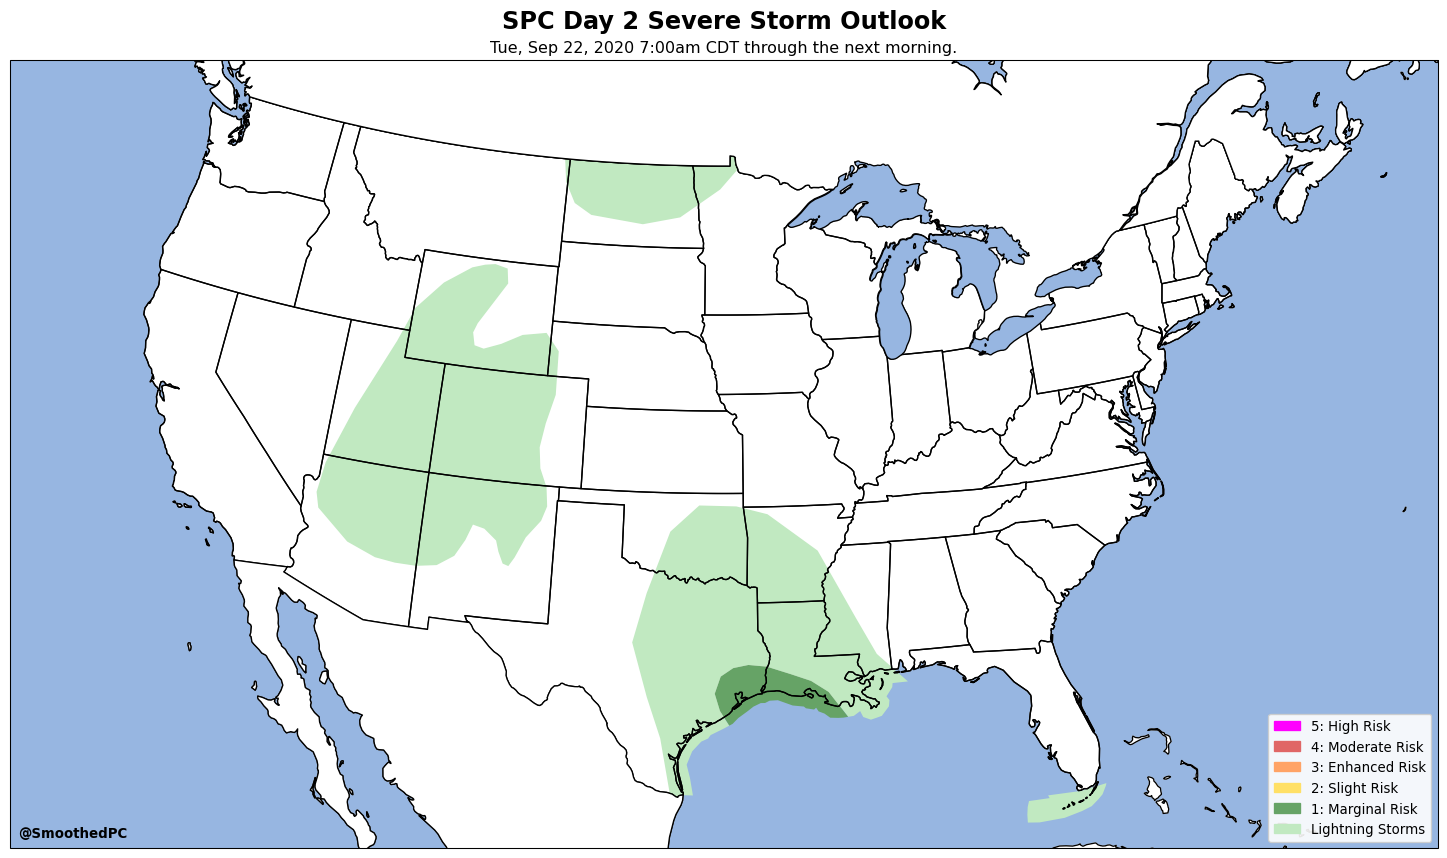 SPC Day 2 Severe Storm Outlook
Tue, Sep 22, 2020 7:00am CDT through the next morning.
5: High Risk
4: Moderate Risk
3: Enhanced Risk
2: Slight Risk
1: Marginal Risk
Lightning Storms
@SmoothedPC